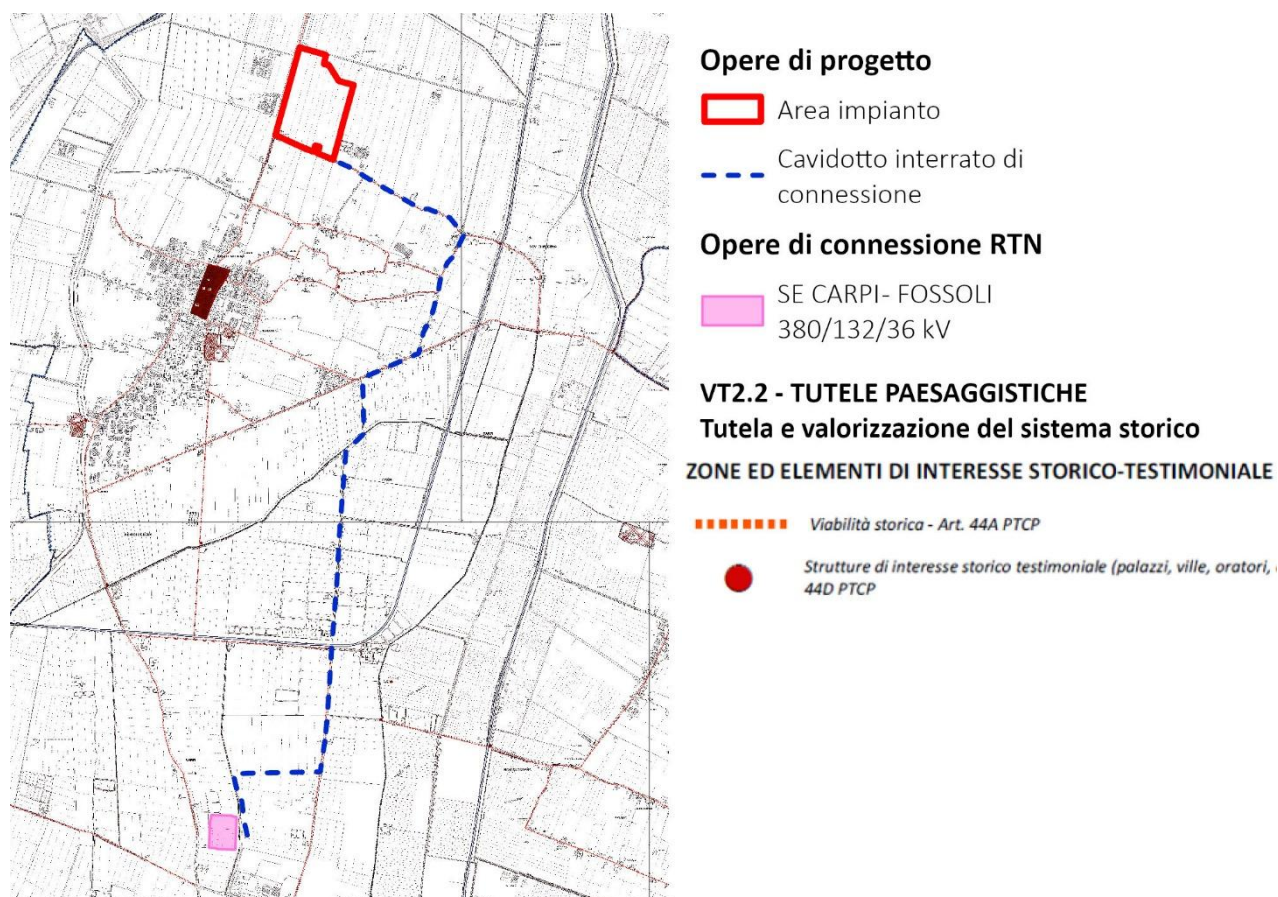 Opere di progetto
Area impianto
Cavidotto interrato di
connessione
Opere di connessione RTN
SE CARPI- FOSSOLI
380/132/36 kV
VT2.2 - TUTELE PAESAGGISTICHE
Tutela e valorizzazione del sistema storico
ZONE ED ELEMENTI DI INTERESSE STORICO-TESTIMONIALE
Viabilità storica - Art. 44A PTCP
Strutture di interesse storico testimoniale (palazzi, ville, oratori,
44D PTCP